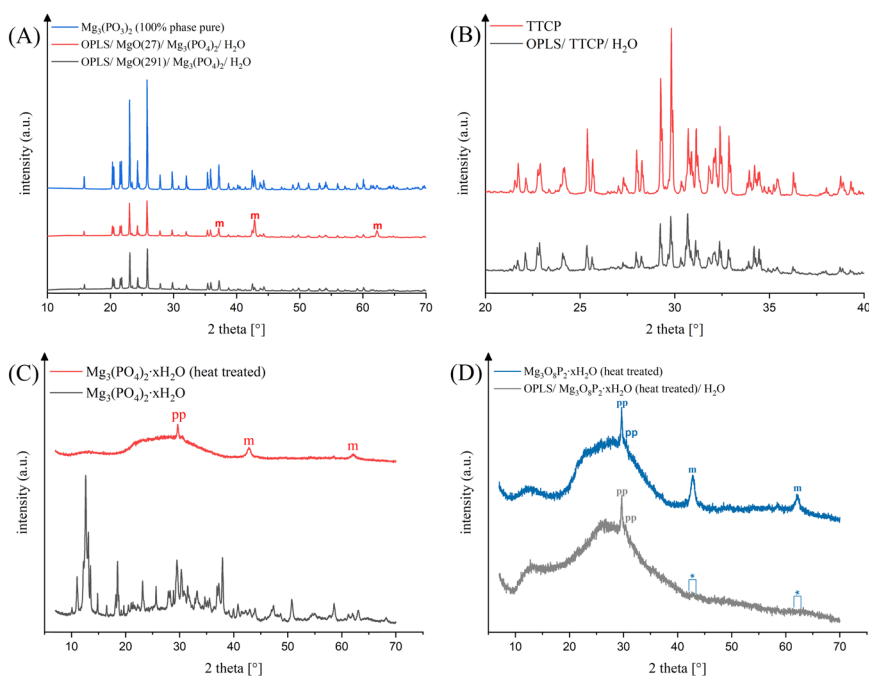 (A)
Mg₃(PO₃)₂ (100% phase pure)
OPLS/ MgO(27)/ Mg₃(PO₄)₂/ H₂O
OPLS/ MgO(291)/ Mg₃(PO₄)₂/ H₂O
intensity (a.u.)
m
m
m
10 20 30 40 50 60 70
2 theta [°]
(B)
TTCP
OPLS/ TTCP/ H₂O
intensity (a.u.)
20 25 30 35 40
2 theta [°]
(C)
Mg₃(PO₄)₂·xH₂O (heat treated)
Mg₃(PO₄)₂·xH₂O
intensity (a.u.)
pp
m
m
10 20 30 40 50 60 70
2 theta [°]
(D)
Mg₃O₈P₂·xH₂O (heat treated)
OPLS/ Mg₃O₈P₂·xH₂O (heat treated)/ H₂O
intensity (a.u.)
pp
pp
m
m
pp
pp
*
*
10 20 30 40 50 60 70
2 theta [°]